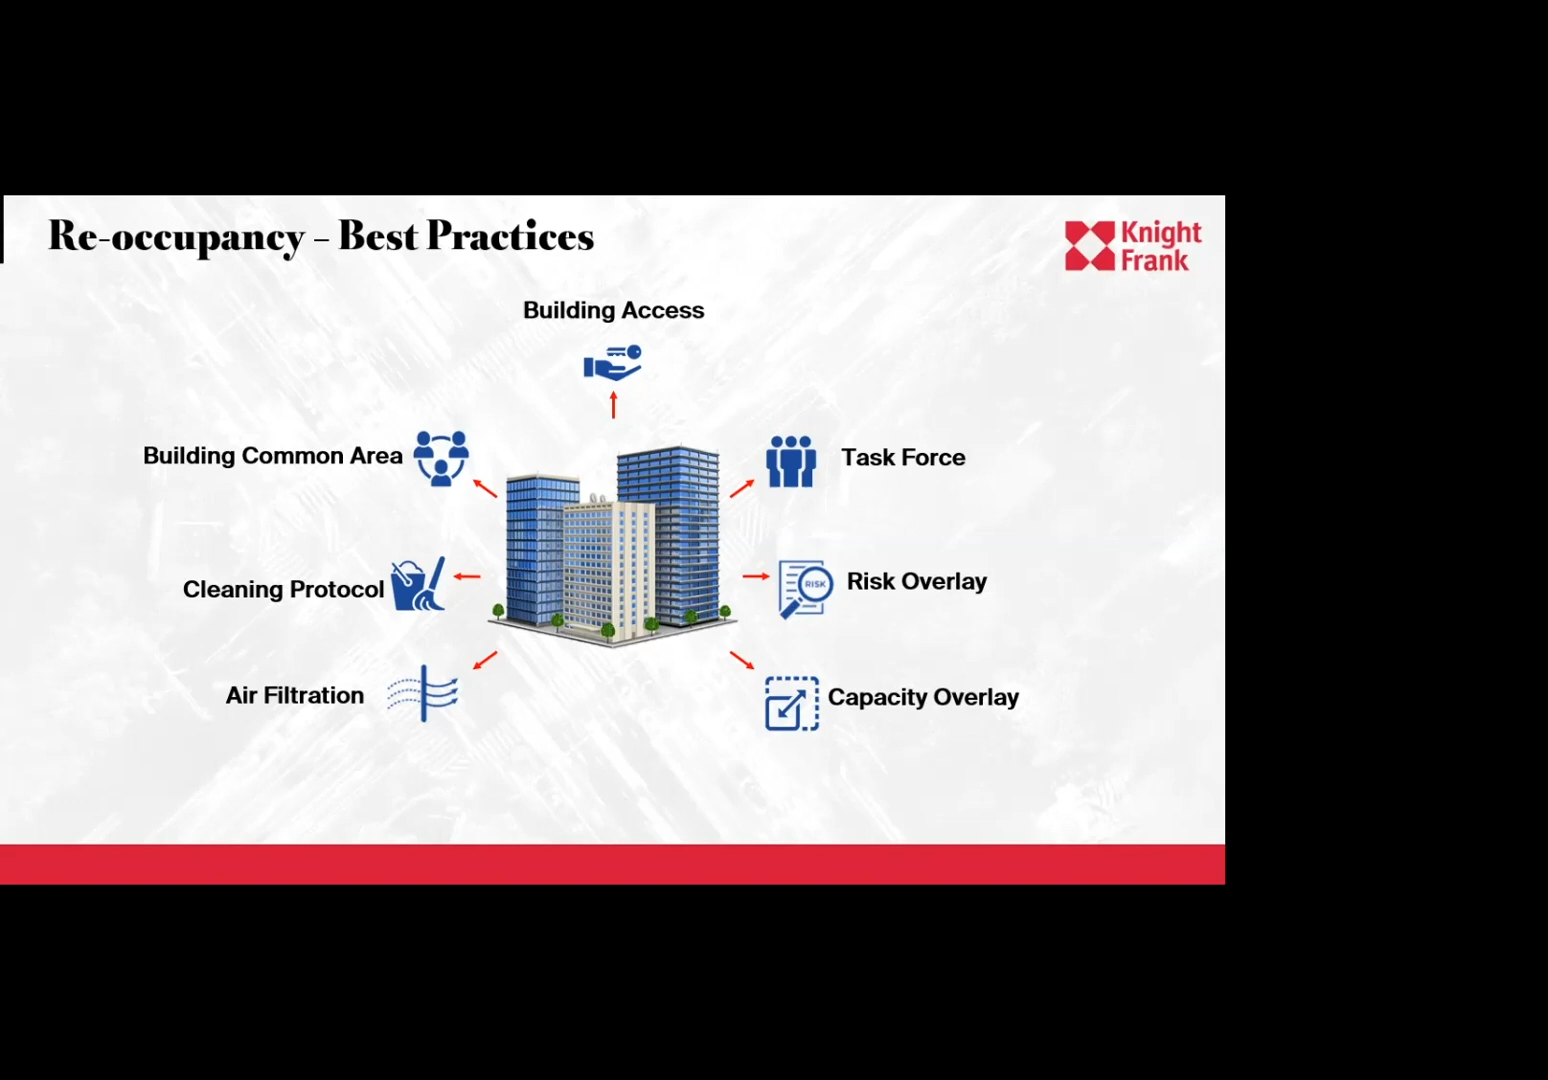 Re-occupancy – Best Practices
Knight
Frank
Building Access
Building Common Area
Task Force
Cleaning Protocol
RISK
Risk Overlay
Air Filtration
Capacity Overlay